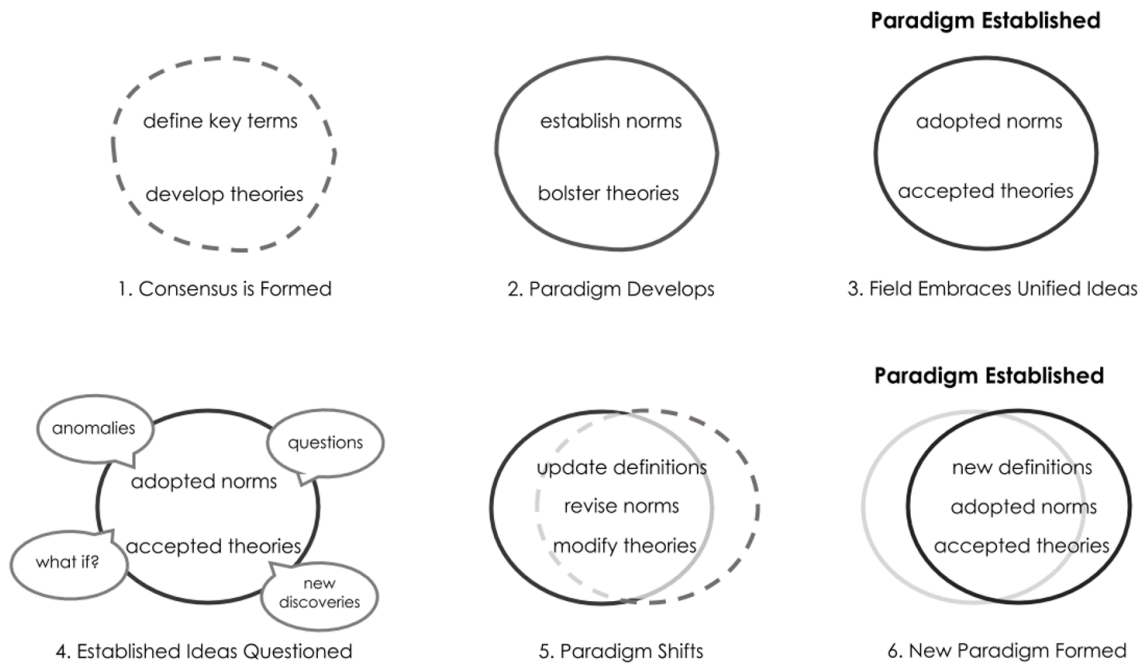 Paradigm Established
define key terms
develop theories
1. Consensus is Formed
establish norms
bolster theories
2. Paradigm Develops
adopted norms
accepted theories
3. Field Embraces Unified Ideas
anomalies
questions
adopted norms
accepted theories
what if?
new
discoveries
4. Established Ideas Questioned
update definitions
revise norms
modify theories
5. Paradigm Shifts
Paradigm Established
new definitions
adopted norms
accepted theories
6. New Paradigm Formed